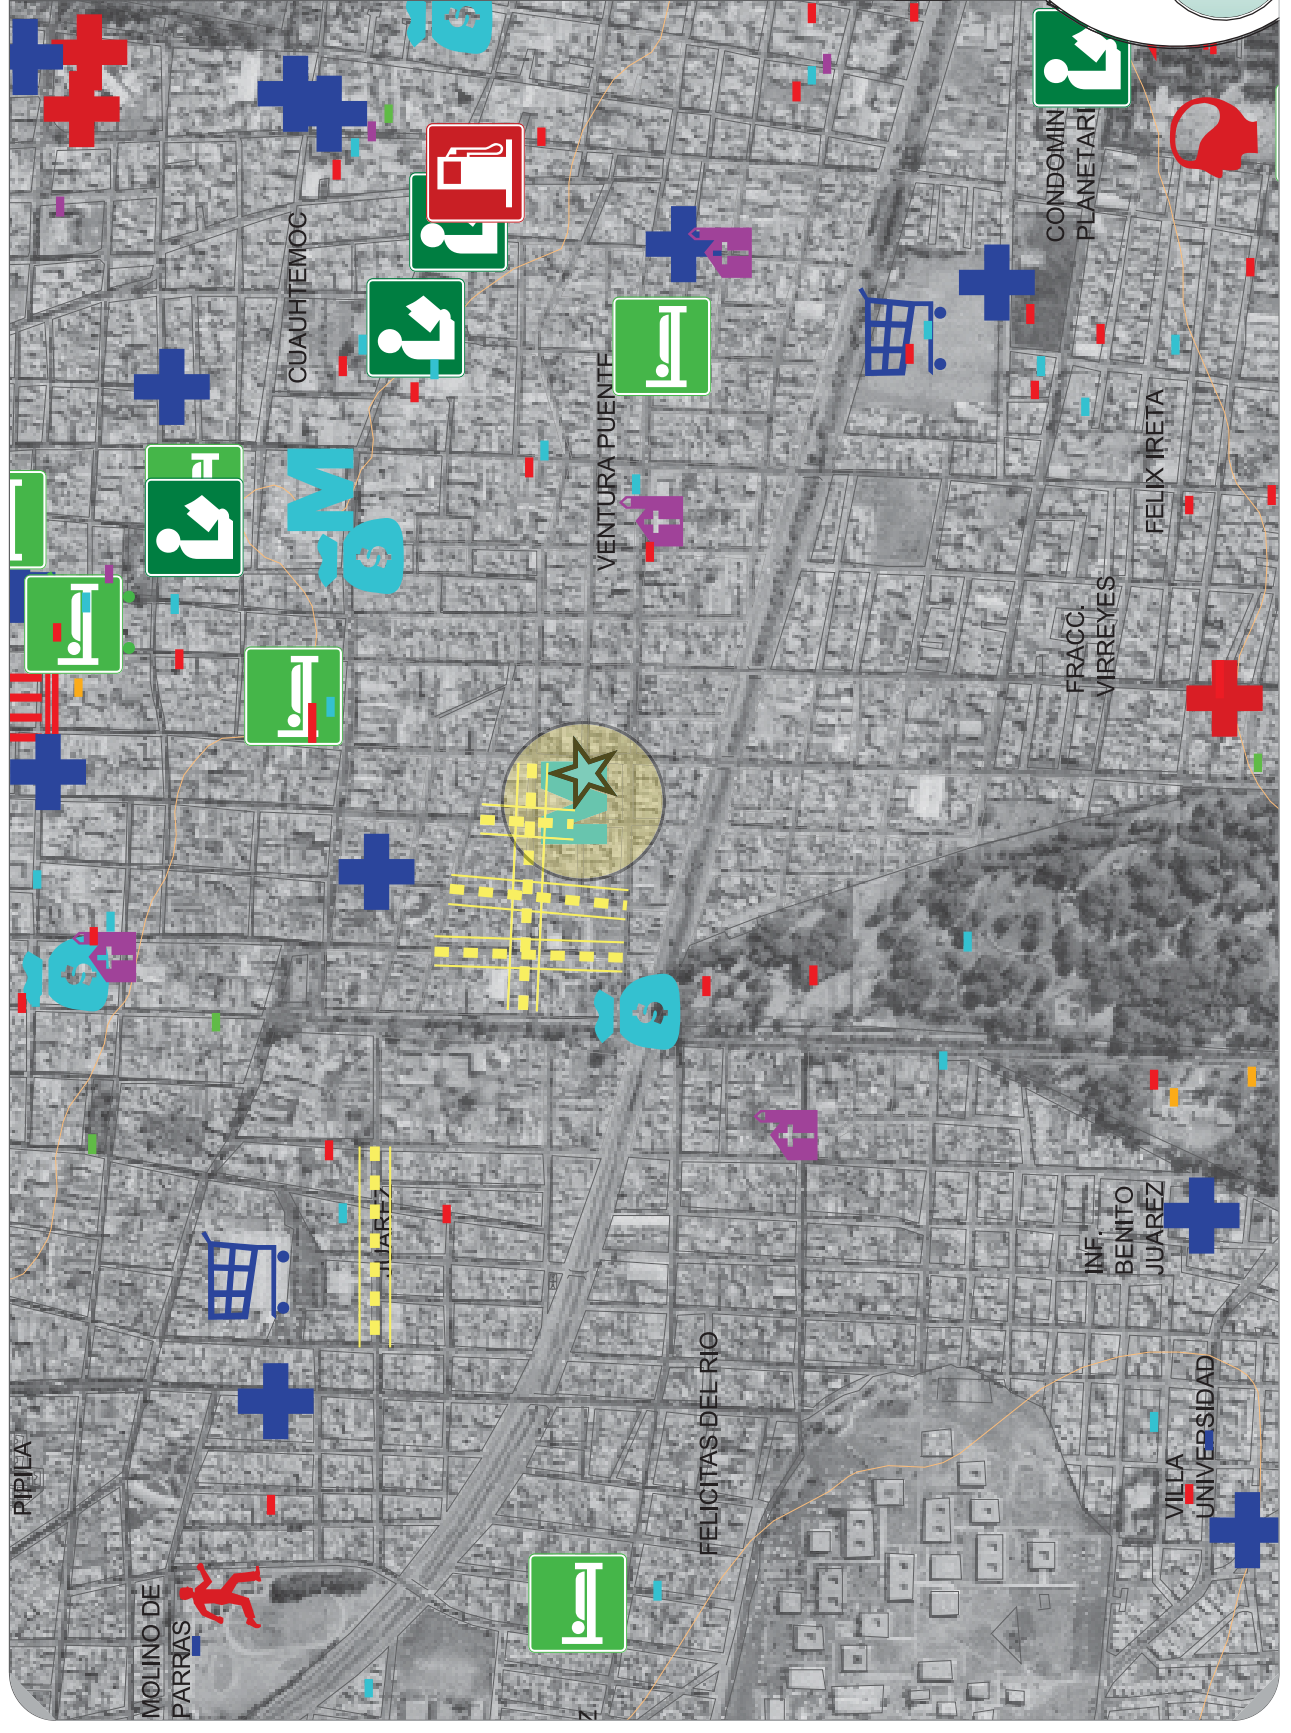 CUAUHTEMOC
CONDOMIN
PLANETARI
VENTURA PUENTE
FELIX IRETA
FRACC.
VIRREYES
M
$
$
$
$
JUAREZ
INF.
BENITO
JUAREZ
PIPILA
FELICITAS DEL RIO
VILLA
UNIVERSIDAD
MOLINO DE
PARRAS
Z